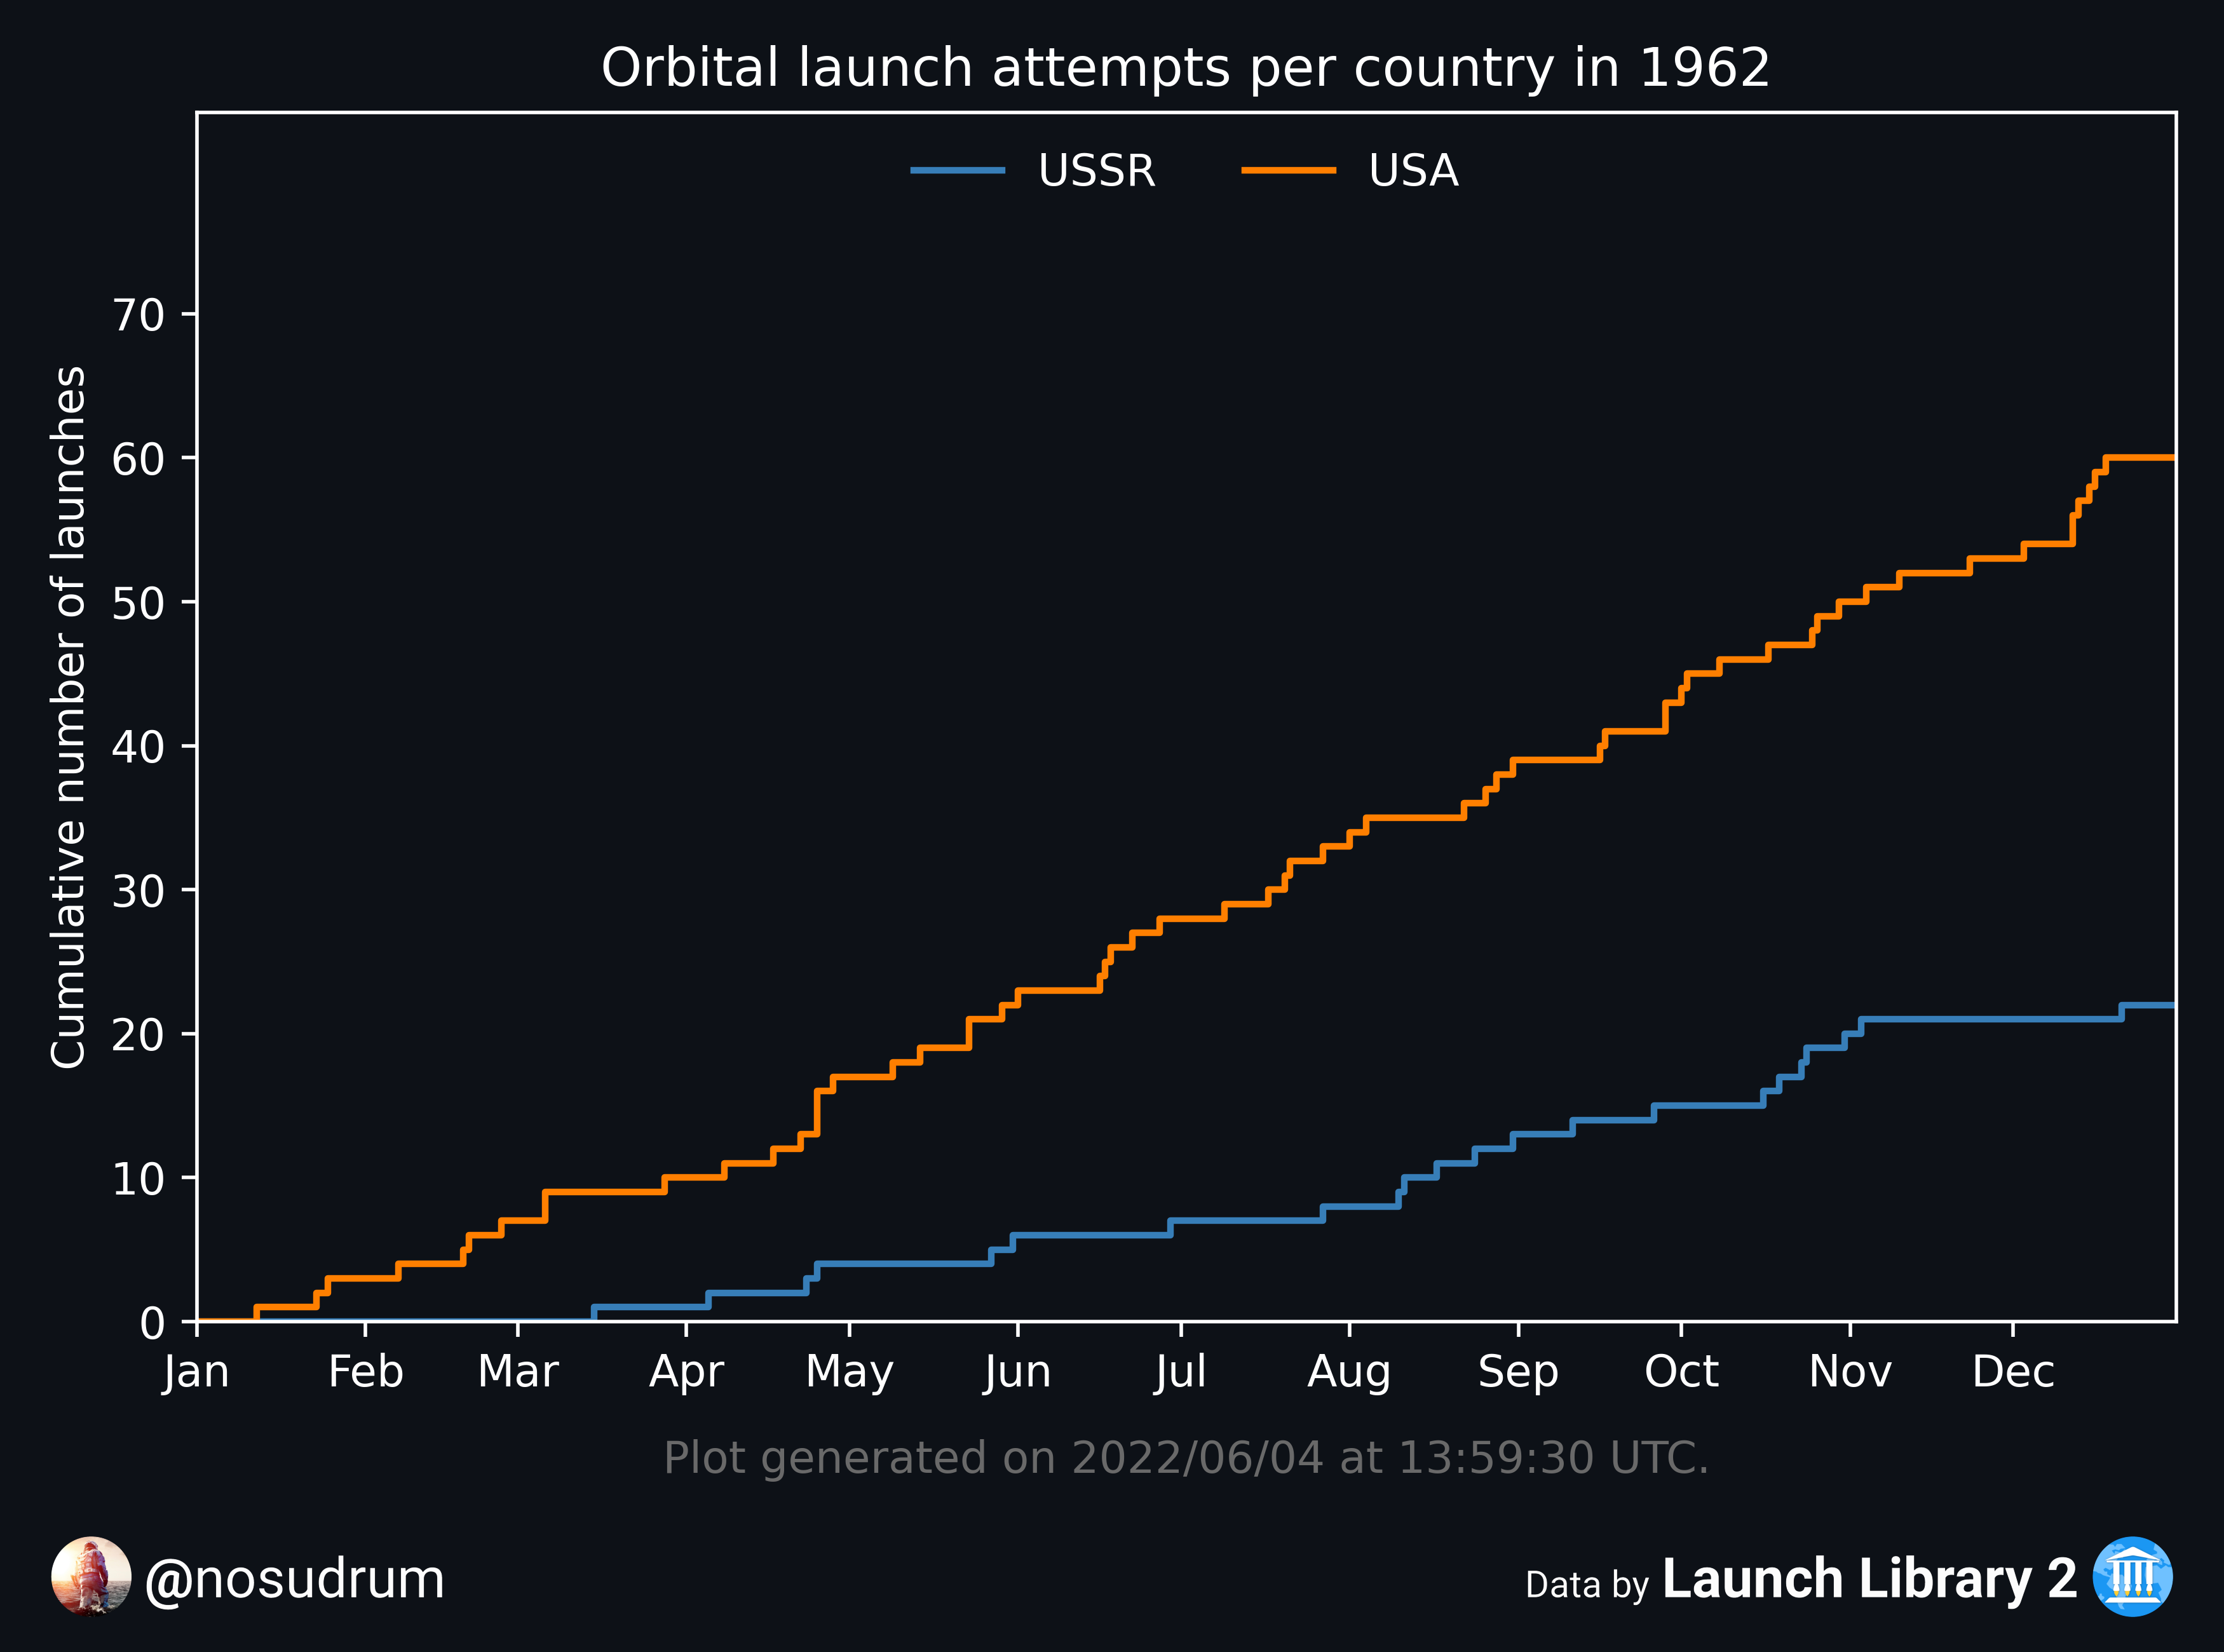 Orbital launch attempts per country in 1962
USSR USA
Cumulative number of launches
70
60
50
40
30
20
10
0
Jan Feb Mar Apr May Jun Jul Aug Sep Oct Nov Dec
Plot generated on 2022/06/04 at 13:59:30 UTC.
@nosudrum
Data by Launch Library 2